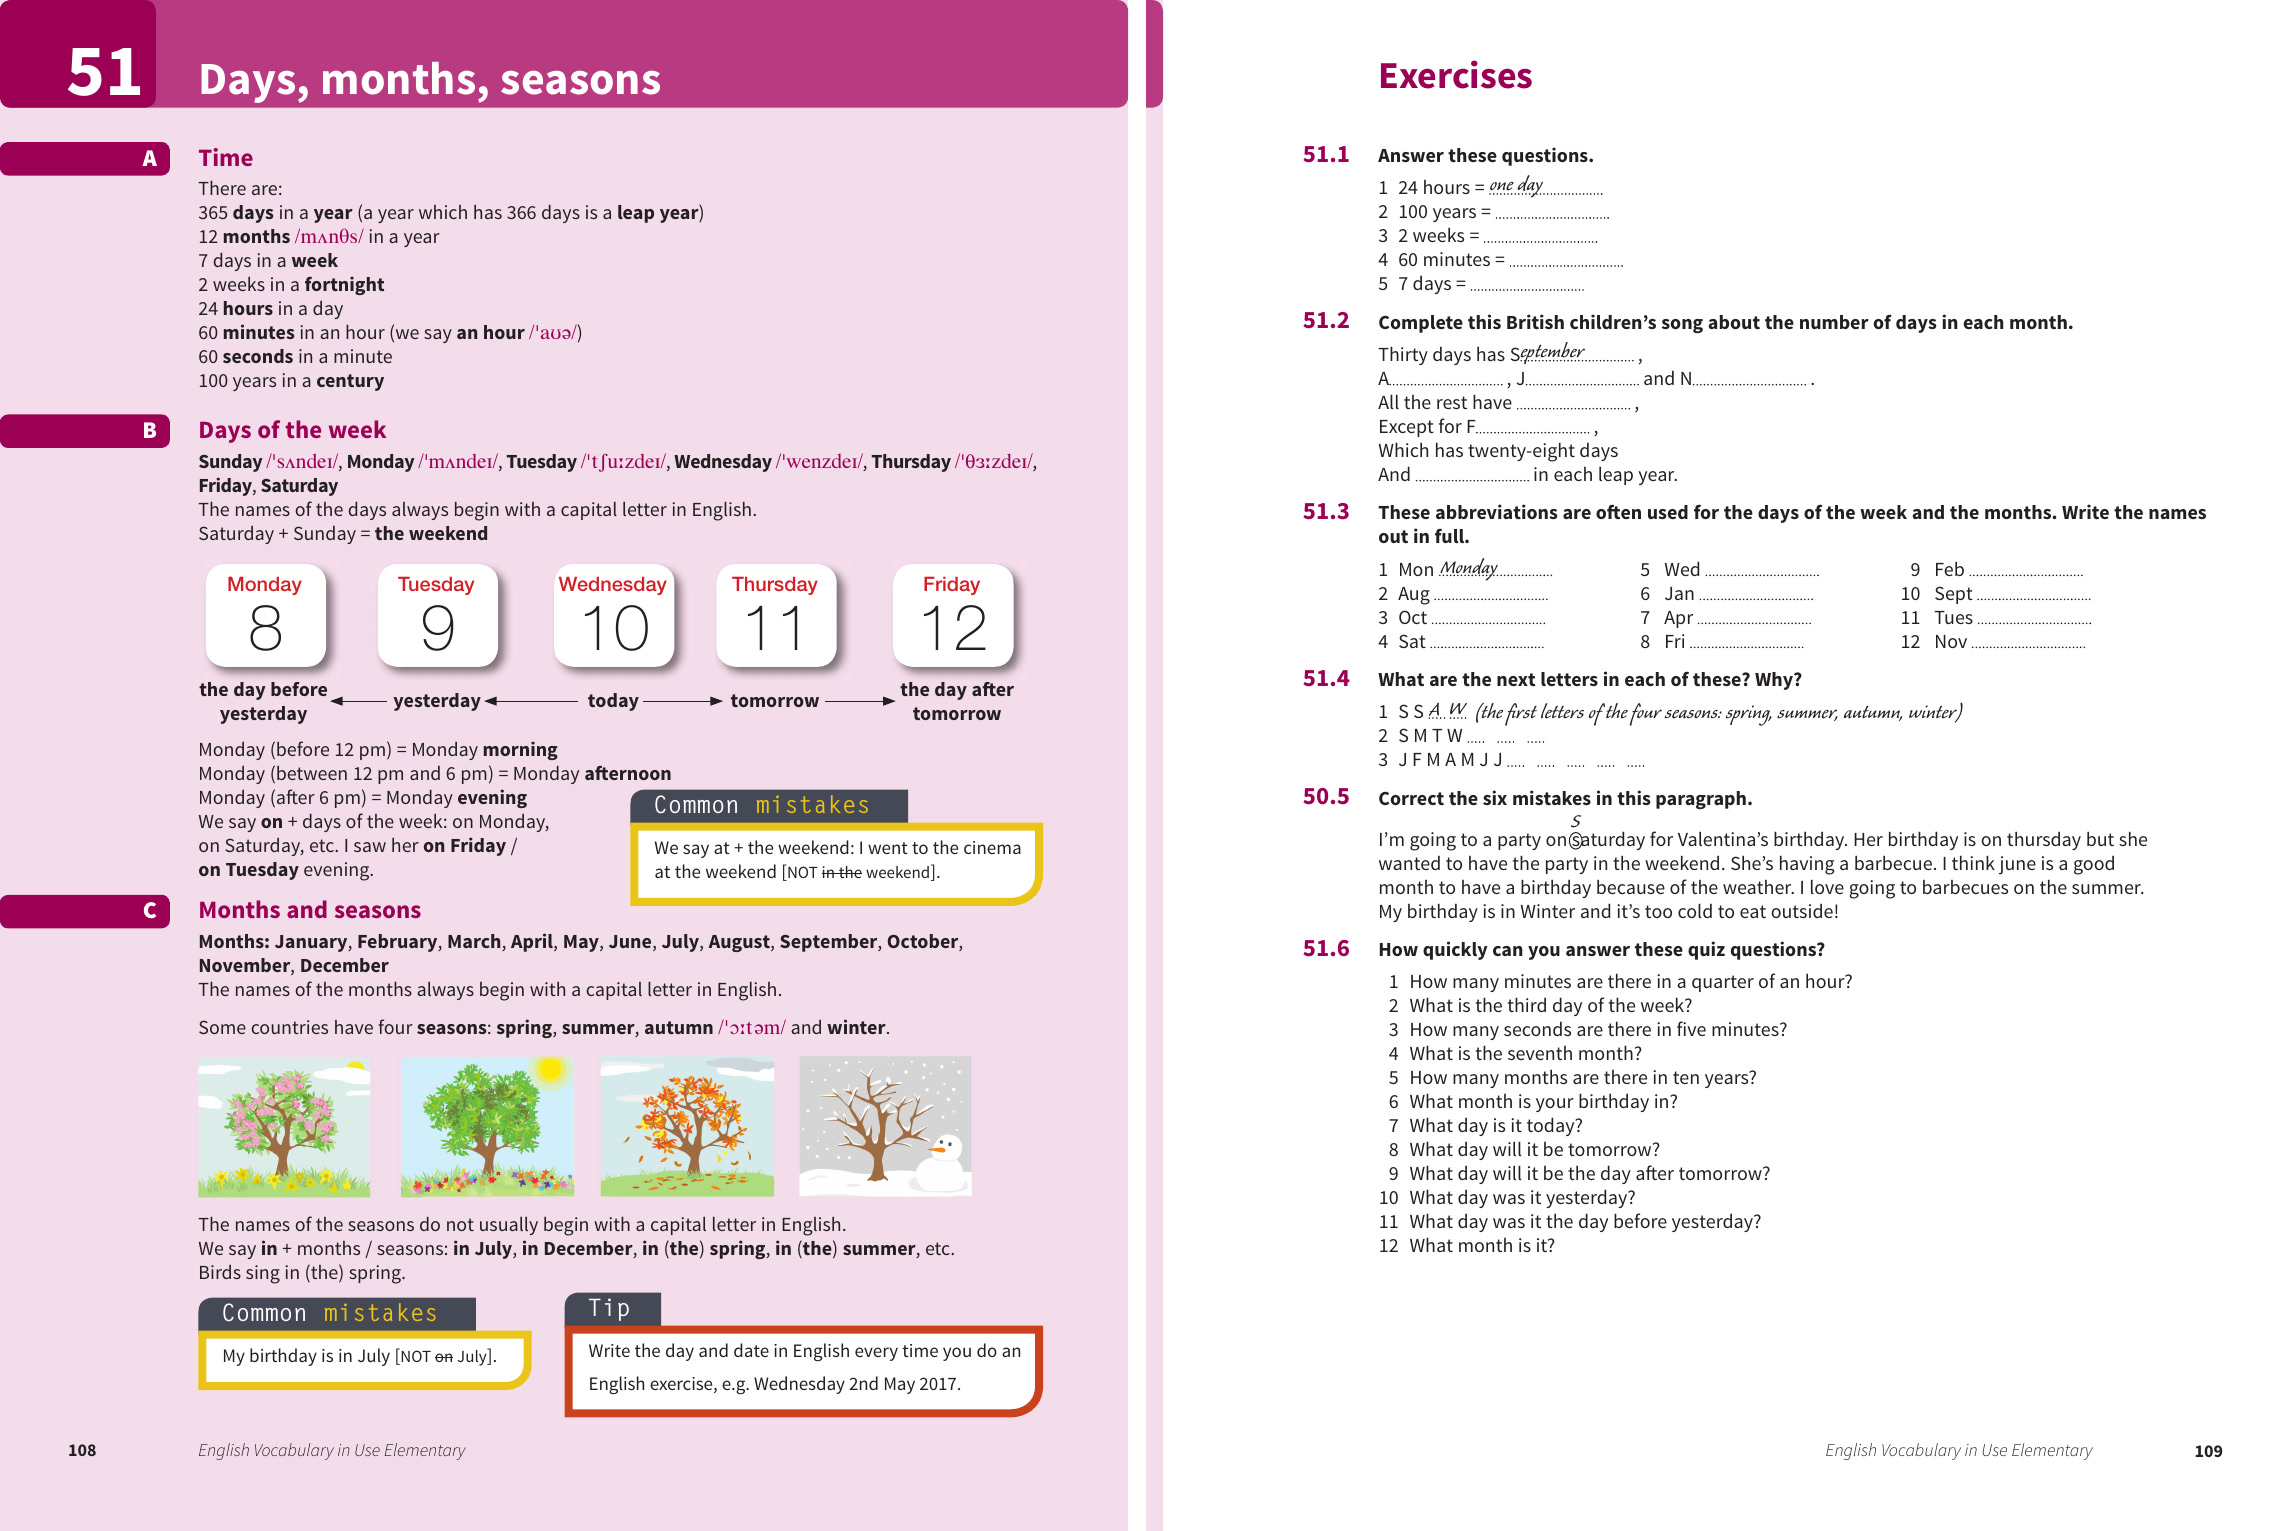 51
Days, months, seasons
A
Time
There are:
365 days in a year (a year which has 366 days is a leap year)
12 months /mʌnθs/ in a year
7 days in a week
2 weeks in a fortnight
24 hours in a day
60 minutes in an hour (we say an hour /ˈaʊə/)
60 seconds in a minute
100 years in a century
B
Days of the week
Sunday /ˈsʌndeɪ/, Monday /ˈmʌndeɪ/, Tuesday /ˈtʃuːzdeɪ/, Wednesday /ˈwenzdeɪ/, Thursday /ˈθɜːzdeɪ/,
Friday, Saturday
The names of the days always begin with a capital letter in English.
Saturday + Sunday = the weekend
Monday Tuesday Wednesday Thursday Friday
8 9 10 11 12
the day before yesterday today tomorrow the day after
yesterday tomorrow
Monday (before 12 pm) = Monday morning
Monday (between 12 pm and 6 pm) = Monday afternoon
Monday (after 6 pm) = Monday evening
We say on + days of the week: on Monday,
on Saturday, etc. I saw her on Friday /
on Tuesday evening.
Common mistakes
We say at + the weekend: I went to the cinema
at the weekend [NOT in the weekend].
C
Months and seasons
Months: January, February, March, April, May, June, July, August, September, October,
November, December
The names of the months always begin with a capital letter in English.
Some countries have four seasons: spring, summer, autumn /ˈɔːtəm/ and winter.
The names of the seasons do not usually begin with a capital letter in English.
We say in + months / seasons: in July, in December, in (the) spring, in (the) summer, etc.
Birds sing in (the) spring.
Common mistakes
My birthday is in July [NOT on July].
Tip
Write the day and date in English every time you do an
English exercise, e.g. Wednesday 2nd May 2017.
108
English Vocabulary in Use Elementary
Exercises
51.1 Answer these questions.
1 24 hours = one day
2 100 years = ..............................
3 2 weeks = ..............................
4 60 minutes = ..............................
5 7 days = ..............................
51.2 Complete this British children's song about the number of days in each month.
Thirty days has September ,
A.............................. , J.............................. and N.............................. .
All the rest have .............................. ,
Except for F.............................. ,
Which has twenty-eight days
And .............................. in each leap year.
51.3 These abbreviations are often used for the days of the week and the months. Write the names
out in full.
1 Mon Monday 5 Wed .............................. 9 Feb ..............................
2 Aug .............................. 6 Jan .............................. 10 Sept ..............................
3 Oct .............................. 7 Apr .............................. 11 Tues ..............................
4 Sat .............................. 8 Fri .............................. 12 Nov ..............................
51.4 What are the next letters in each of these? Why?
1 S S A W (the first letters of the four seasons: spring, summer, autumn, winter)
2 S M T W ..... ..... .....
3 J F M A M J J ..... ..... ..... ..... .....
50.5 Correct the six mistakes in this paragraph.
S
I'm going to a party on saturday for Valentina's birthday. Her birthday is on thursday but she
wanted to have the party in the weekend. She's having a barbecue. I think june is a good
month to have a birthday because of the weather. I love going to barbecues on the summer.
My birthday is in Winter and it's too cold to eat outside!
51.6 How quickly can you answer these quiz questions?
1 How many minutes are there in a quarter of an hour?
2 What is the third day of the week?
3 How many seconds are there in five minutes?
4 What is the seventh month?
5 How many months are there in ten years?
6 What month is your birthday in?
7 What day is it today?
8 What day will it be tomorrow?
9 What day will it be the day after tomorrow?
10 What day was it yesterday?
11 What day was it the day before yesterday?
12 What month is it?
English Vocabulary in Use Elementary
109